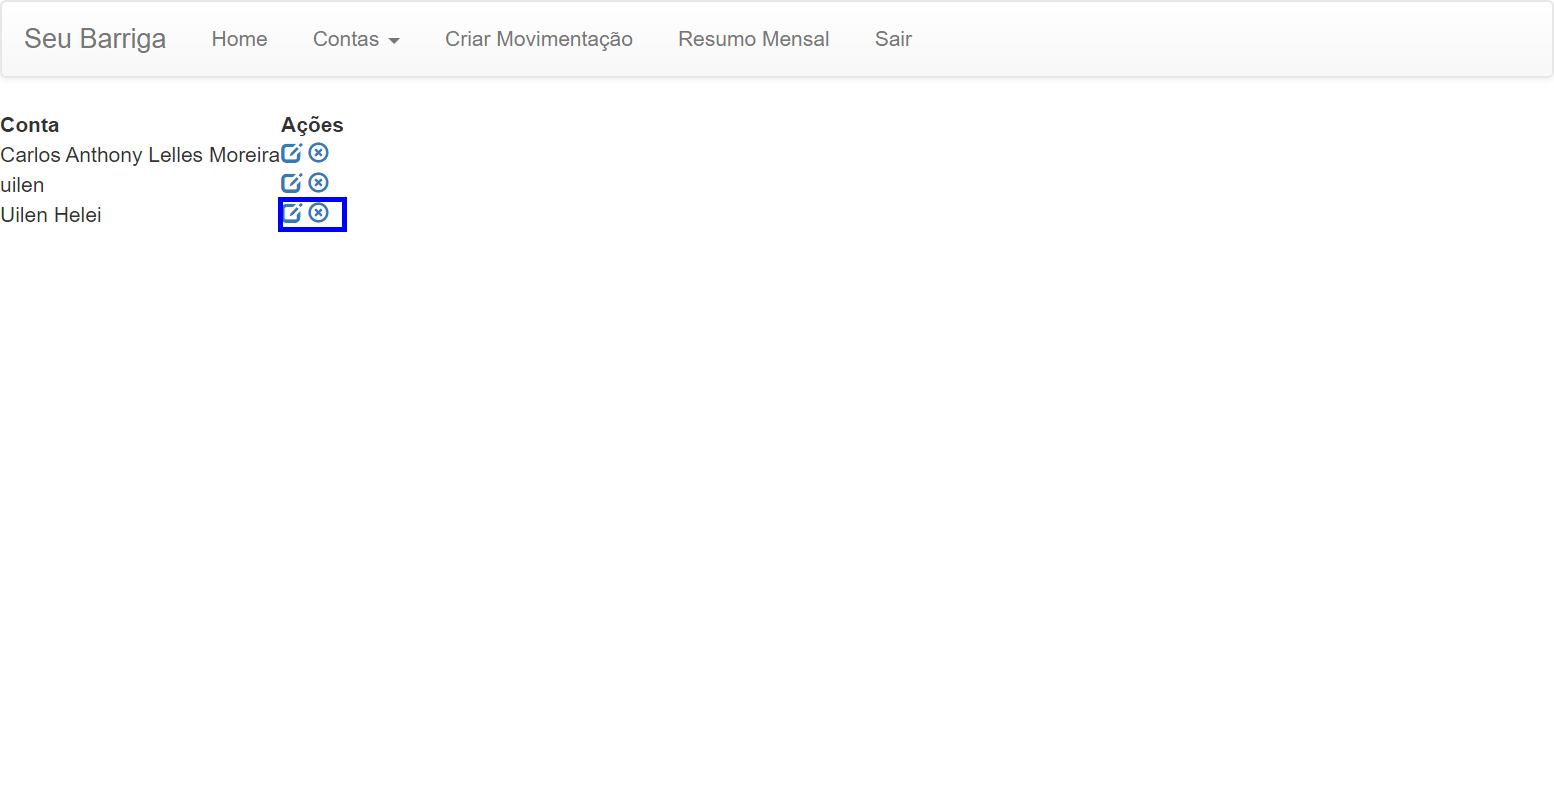 Seu Barriga Home Contas Criar Movimentação Resumo Mensal Sair
Conta Ações
Carlos Anthony Lelles Moreira
uilen
Uilen Helei